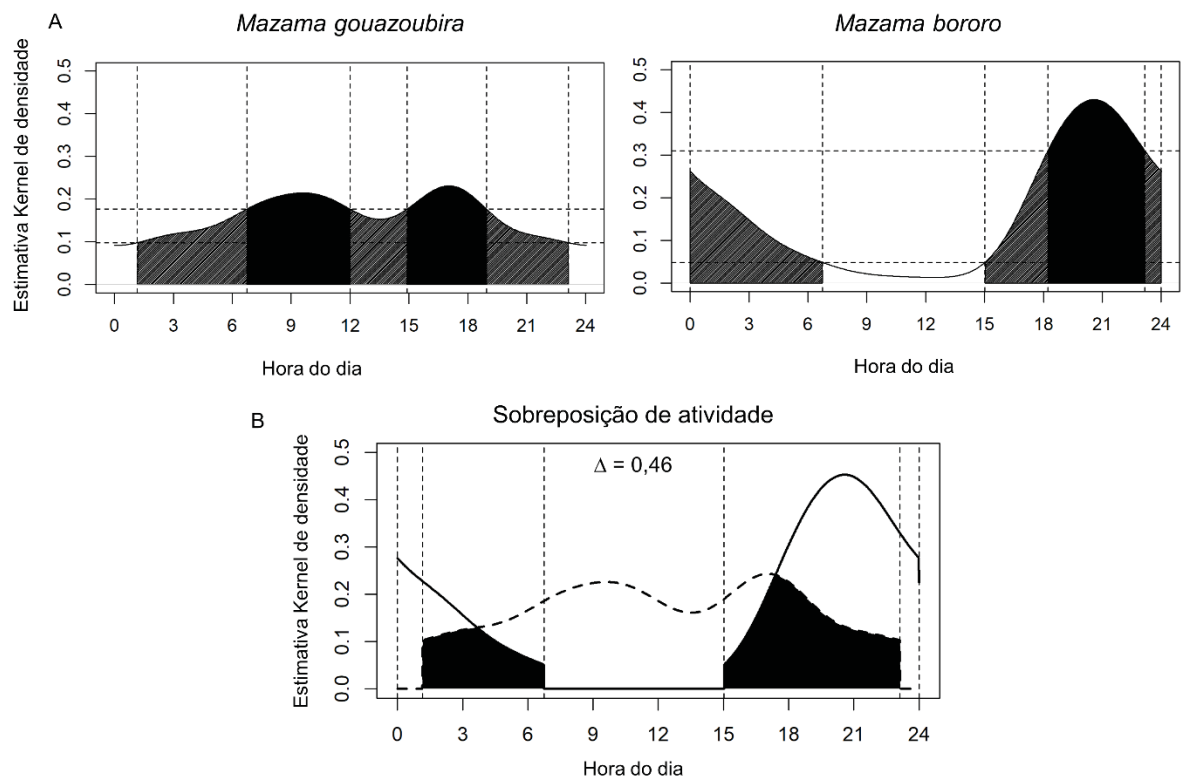 A
Mazama gouazoubira
Estimativa Kernel de densidade
0.5
0.4
0.3
0.2
0.1
0.0
0 3 6 9 12 15 18 21 24
Hora do dia
Mazama bororo
0.5
0.4
0.3
0.2
0.1
0.0
0 3 6 9 12 15 18 21 24
Hora do dia
B
Sobreposição de atividade
Δ = 0,46
Estimativa Kernel de densidade
0.5
0.4
0.3
0.2
0.1
0.0
0 3 6 9 12 15 18 21 24
Hora do dia